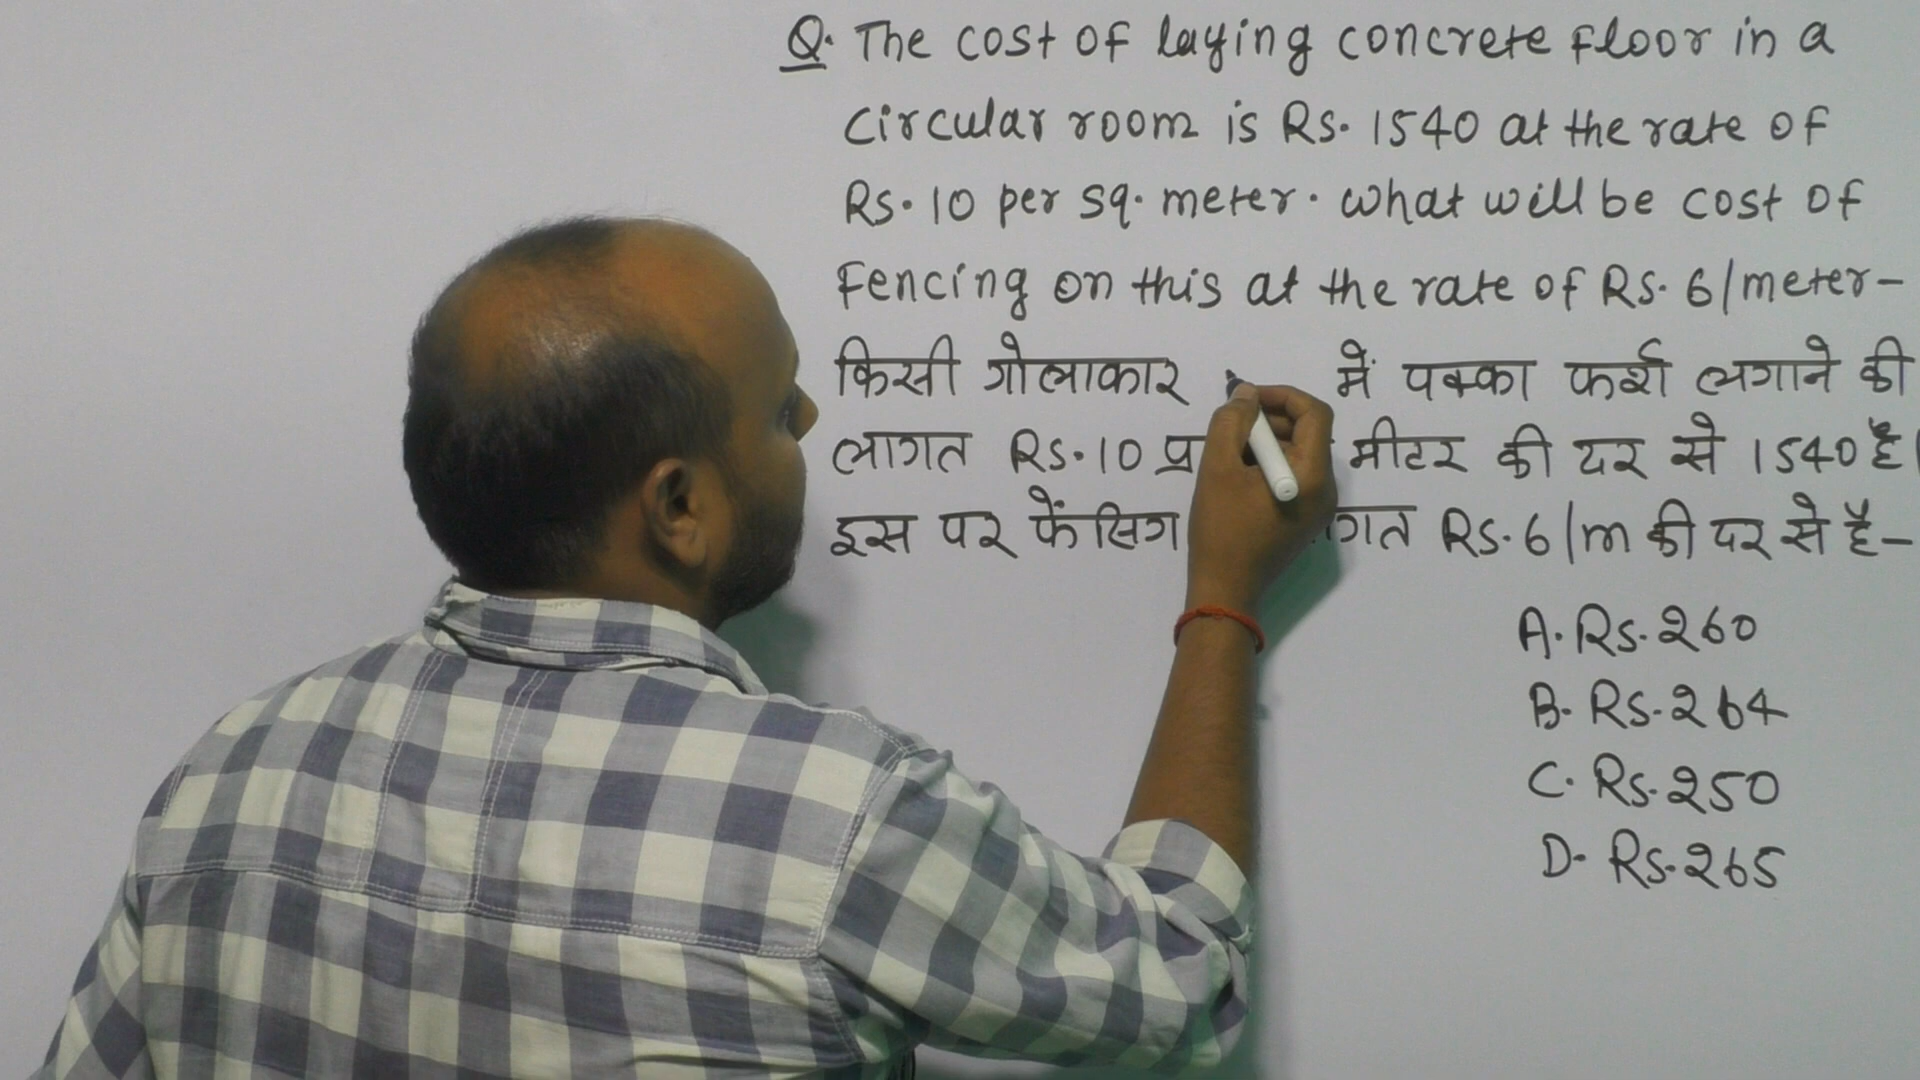 Q. The cost of laying concrete floor in a
circular room is Rs. 1540 at the rate of
Rs. 10 per sq. meter. what will be cost of
Fencing on this at the rate of Rs. 6/meter-
किसी गोलाकार में पक्का फर्श लगाने की
लागत Rs. 10 मीटर की दर से 1540 है।
इस पर फेंसिग Rs. 6/m की दर से है-
A. Rs. 260
B. Rs. 264
C. Rs. 250
D. Rs. 265